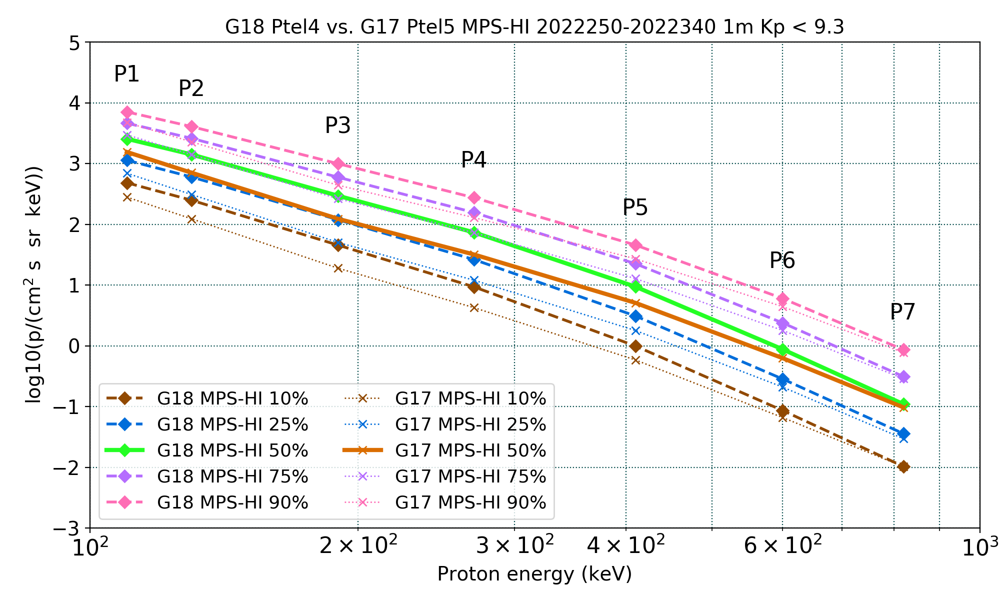 G18 Ptel4 vs. G17 Ptel5 MPS-HI 2022250-2022340 1m Kp < 9.3
log10(p/(cm² s sr keV))
5
4
3
2
1
0
−1
−2
−3
P1
P2
P3
P4
P5
P6
P7
G18 MPS-HI 10%
G18 MPS-HI 25%
G18 MPS-HI 50%
G18 MPS-HI 75%
G18 MPS-HI 90%
G17 MPS-HI 10%
G17 MPS-HI 25%
G17 MPS-HI 50%
G17 MPS-HI 75%
G17 MPS-HI 90%
10² 2×10² 3×10² 4×10² 6×10² 10³
Proton energy (keV)